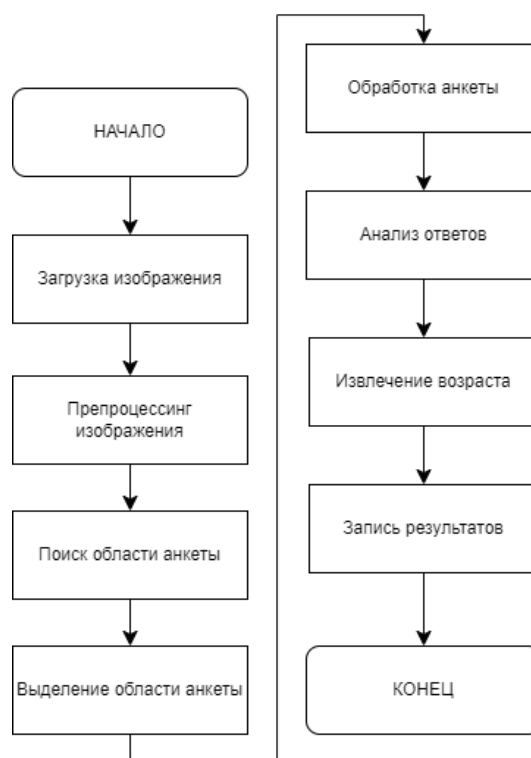 НАЧАЛО
Загрузка изображения
Препроцессинг
изображения
Поиск области анкеты
Выделение области анкеты
Обработка анкеты
Анализ ответов
Извлечение возраста
Запись результатов
КОНЕЦ